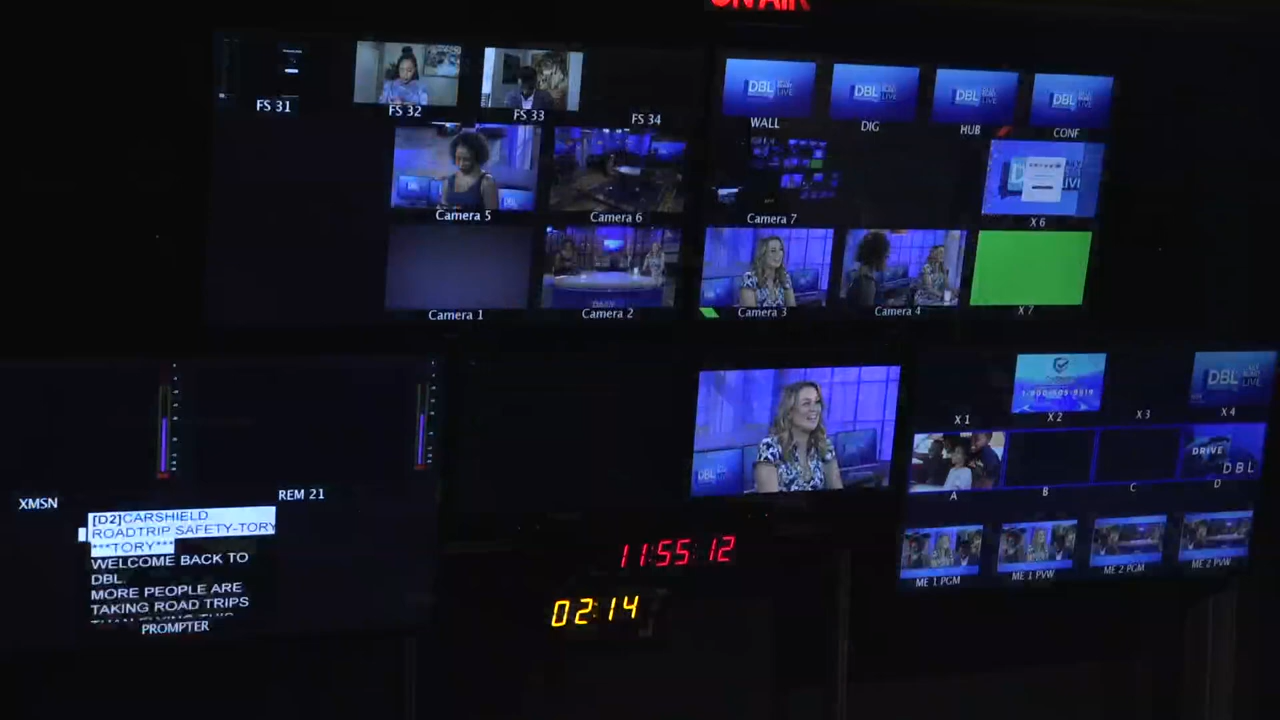 ON AIR
FS 31
FS 32
FS 33
FS 34
DBL
DBL
DBL
DBL
WALL
DIG
HUB
CONF
Camera 5
Camera 6
Camera 7
X 6
Camera 1
Camera 2
Camera 3
Camera 4
X 7
XMSN
REM 21
[D2]CARSHIELD
ROADTRIP SAFETY-TORY
***TORY***
WELCOME BACK TO
DBL.
MORE PEOPLE ARE
TAKING ROAD TRIPS
PROMPTER
DBL
11:55:12
02:14
DBL
LIVE
X 1
X 2
X 3
X 4
DRIVE
DBL
A
B
C
D
ME 1 PGM
ME 1 PVW
ME 2 PGM
ME 2 PVW